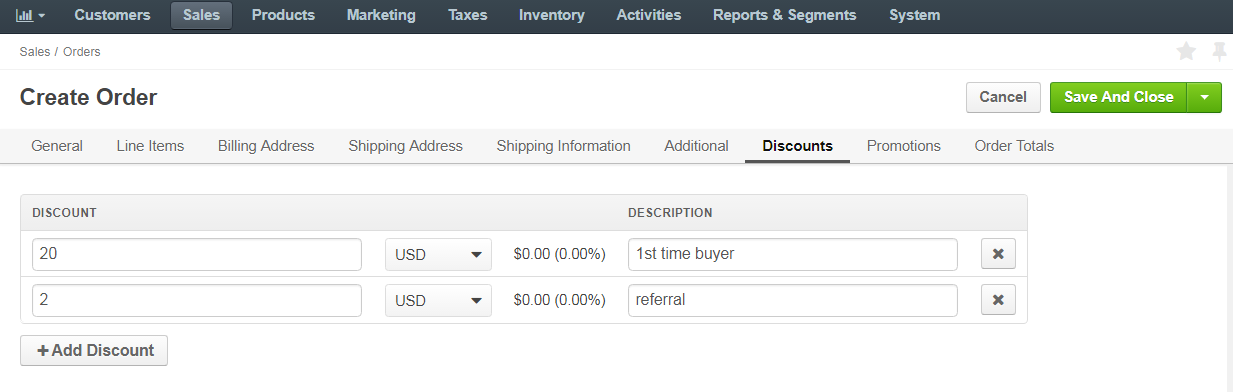 Customers Sales Products Marketing Taxes Inventory Activities Reports & Segments System
Sales / Orders
Create Order
Cancel Save And Close
General Line Items Billing Address Shipping Address Shipping Information Additional Discounts Promotions Order Totals
DISCOUNT DESCRIPTION
20 USD $0.00 (0.00%) 1st time buyer
2 USD $0.00 (0.00%) referral
+Add Discount